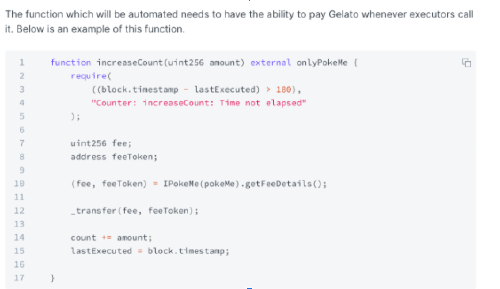 The function which will be automated needs to have the ability to pay Gelato whenever executors call
it. Below is an example of this function.
1 function increaseCount(uint256 amount) external onlyPokeMe {
2 require(
3 ((block.timestamp - lastExecuted) > 180),
4 "Counter: increaseCount: Time not elapsed"
5 );
6
7 uint256 fee;
8 address feeToken;
9
10 (fee, feeToken) = IPokeMe(pokeMe).getFeeDetails();
11
12 _transfer(fee, feeToken);
13
14 count += amount;
15 lastExecuted = block.timestamp;
16
17 }